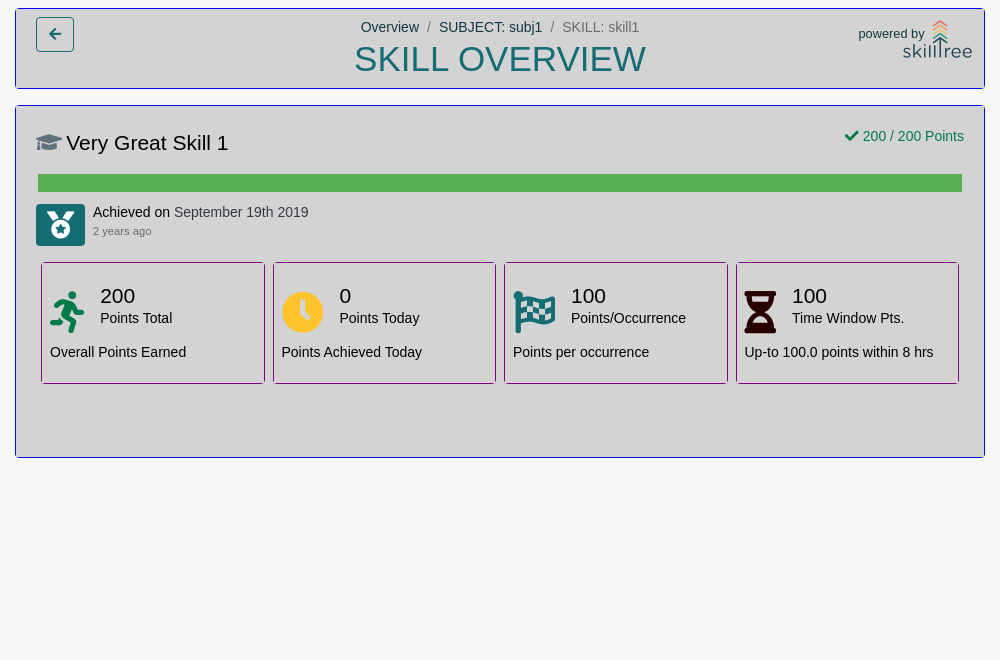 Overview / SUBJECT: subj1 / SKILL: skill1
SKILL OVERVIEW
powered by
skilltree
Very Great Skill 1
200 / 200 Points
Achieved on September 19th 2019
2 years ago
200
Points Total
Overall Points Earned
0
Points Today
Points Achieved Today
100
Points/Occurrence
Points per occurrence
100
Time Window Pts.
Up-to 100.0 points within 8 hrs